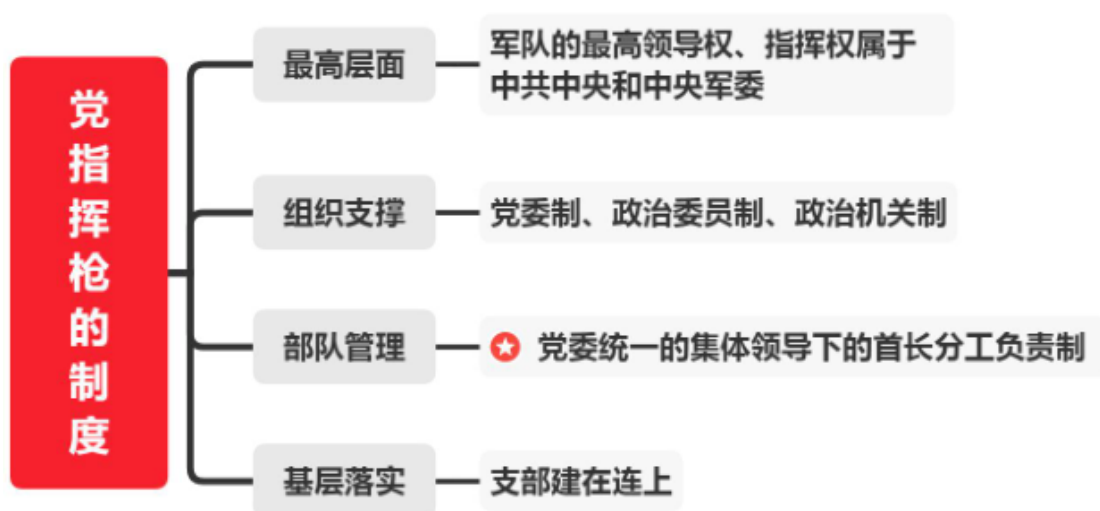 党指挥枪的制度
最高层面
军队的最高领导权、指挥权属于
中共中央和中央军委
组织支撑
党委制、政治委员制、政治机关制
部队管理
党委统一的集体领导下的首长分工负责制
基层落实
支部建在连上